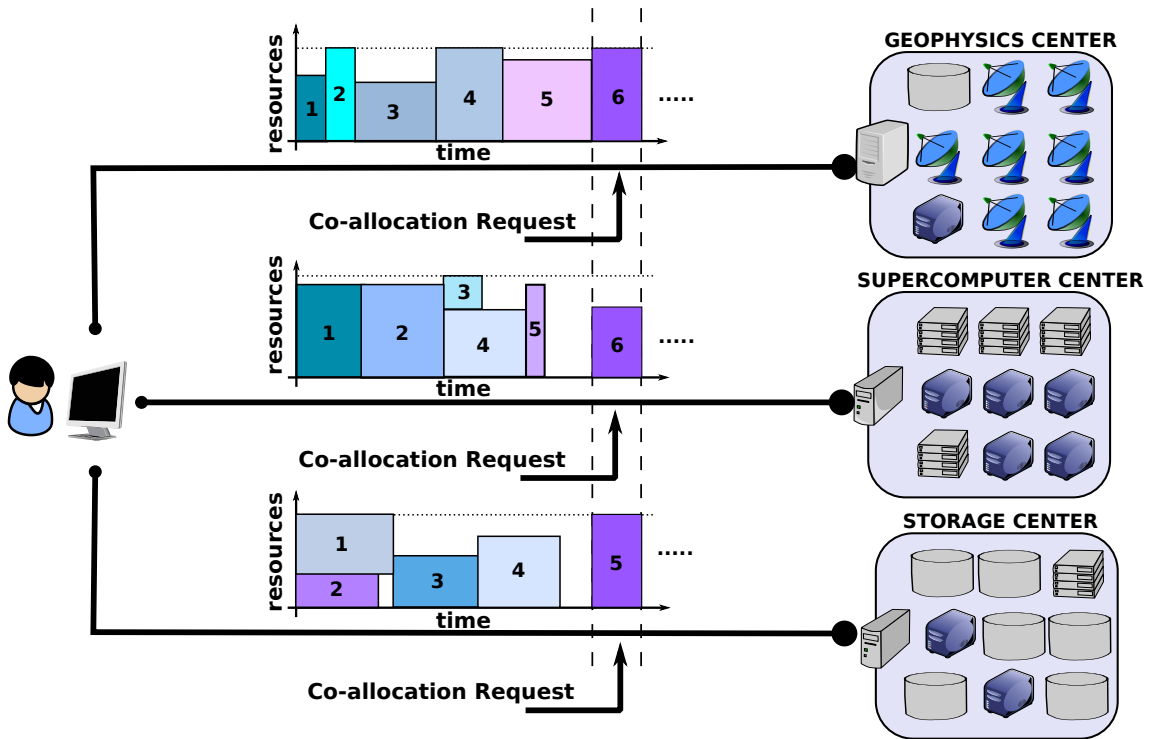 GEOPHYSICS CENTER
resources
1
2
3
4
5
6
.....
time
Co-allocation Request
SUPERCOMPUTER CENTER
resources
1
2
3
4
5
6
.....
Co-allocation Request
STORAGE CENTER
resources
1
2
3
4
5
.....
time
Co-allocation Request